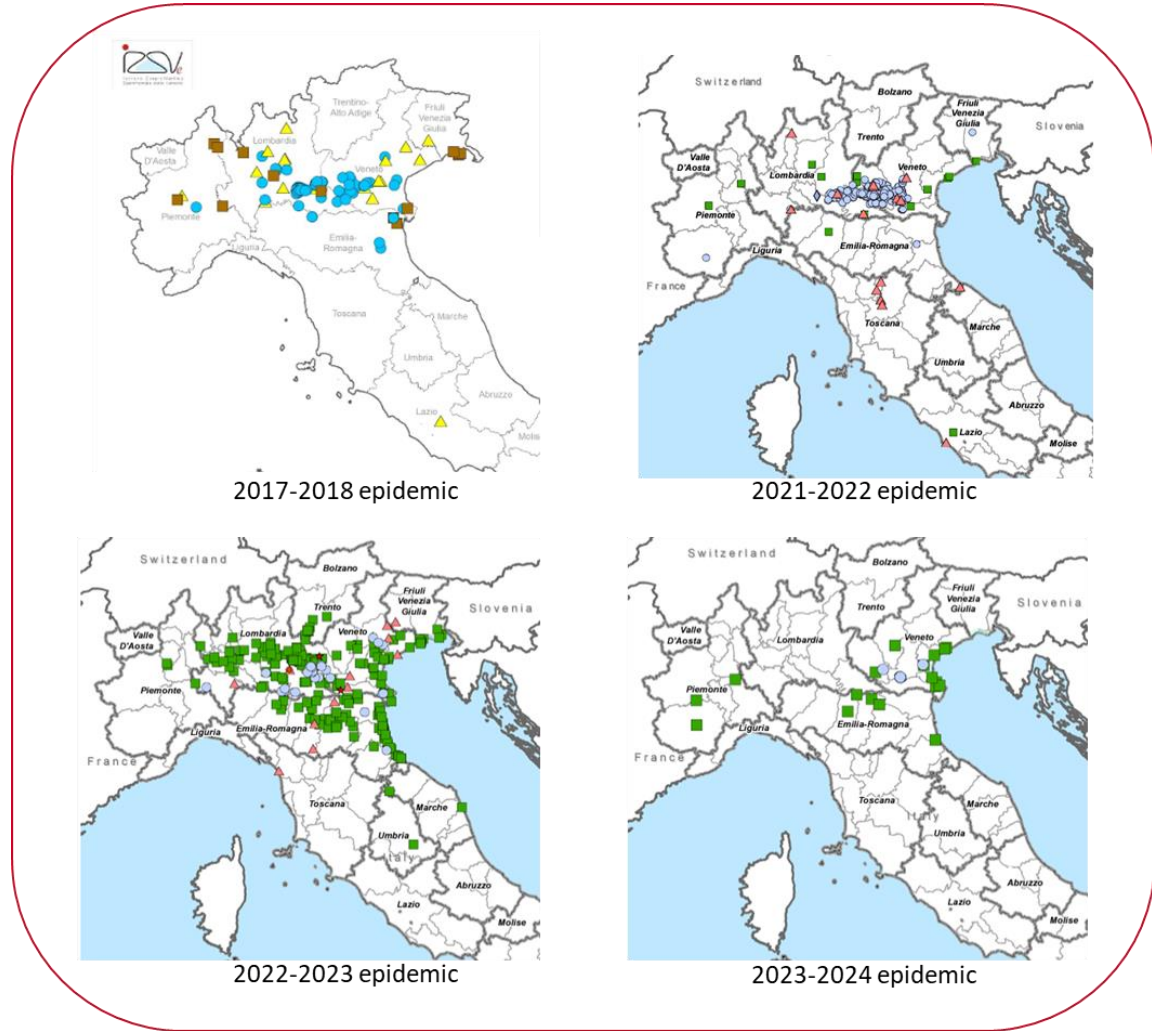 IZSVe
Trentino-
Alto Adige
Friuli
Venezia
Giulia
Lombardia
Valle
D'Aosta
Veneto
Piemonte
Emilia-
Romagna
Liguria
Toscana
Marche
Umbria
Abruzzo
Lazio
Molise
2017-2018 epidemic
Switzerland
Bolzano
Friuli
Venezia
Giulia
Slovenia
Trento
Valle
D'Aosta
Veneto
Lombardia
Piemonte
Emilia-Romagna
Liguria
France
Toscana
Marche
Umbria
Abruzzo
Lazio
Molise
2021-2022 epidemic
Switzerland
Bolzano
Friuli
Venezia
Giulia
Slovenia
Trento
Lombardia
Veneto
Valle
D'Aosta
Piemonte
Emilia-Romagna
Liguria
France
Toscana
Marche
Umbria
Italy
Abruzzo
Lazio
Molise
2022-2023 epidemic
Switzerland
Bolzano
Friuli
Venezia
Giulia
Slovenia
Trento
Veneto
Valle
D'Aosta
Lombardia
Piemonte
Emilia-Romagna
Liguria
France
Toscana
Marche
Italy
Umbria
Abruzzo
Lazio
Molise
2023-2024 epidemic